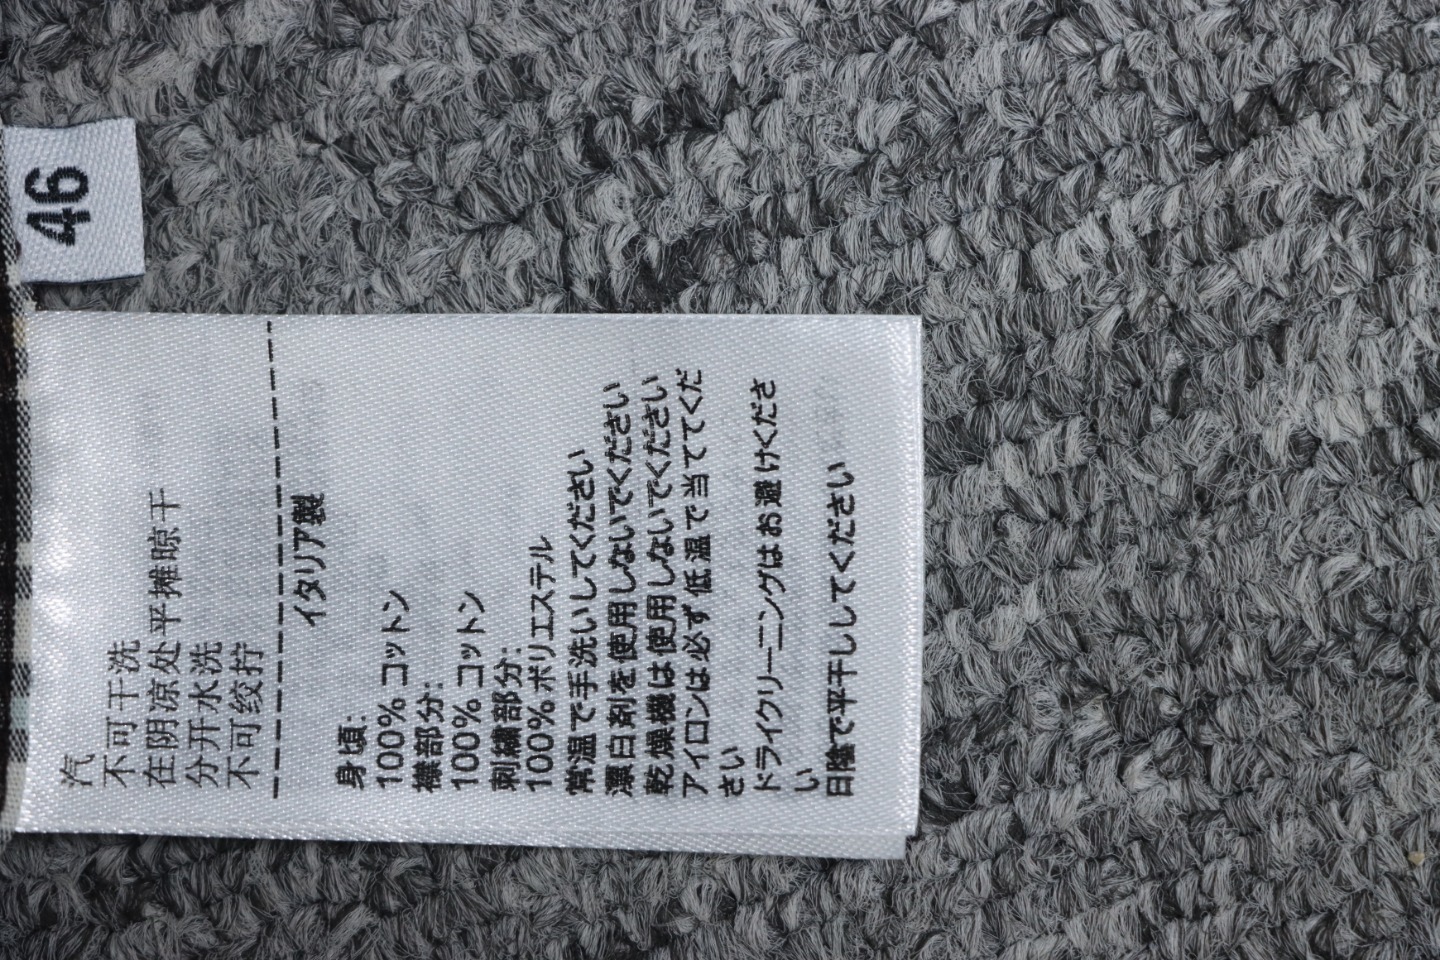 46
汽
不可干洗
在阴凉处平摊晾干
分开水洗
不可绞拧
イタリア製
身頃:
100% コットン
襟部分:
100% コットン
刺繍部分:
100% ポリエステル
常温で手洗いしてください
漂白剤を使用しないでください
乾燥機は使用しないでください
アイロンは必ず低温で当ててくだ
さい
ドライクリーニングはお避けくださ
い
日陰で平干ししてください